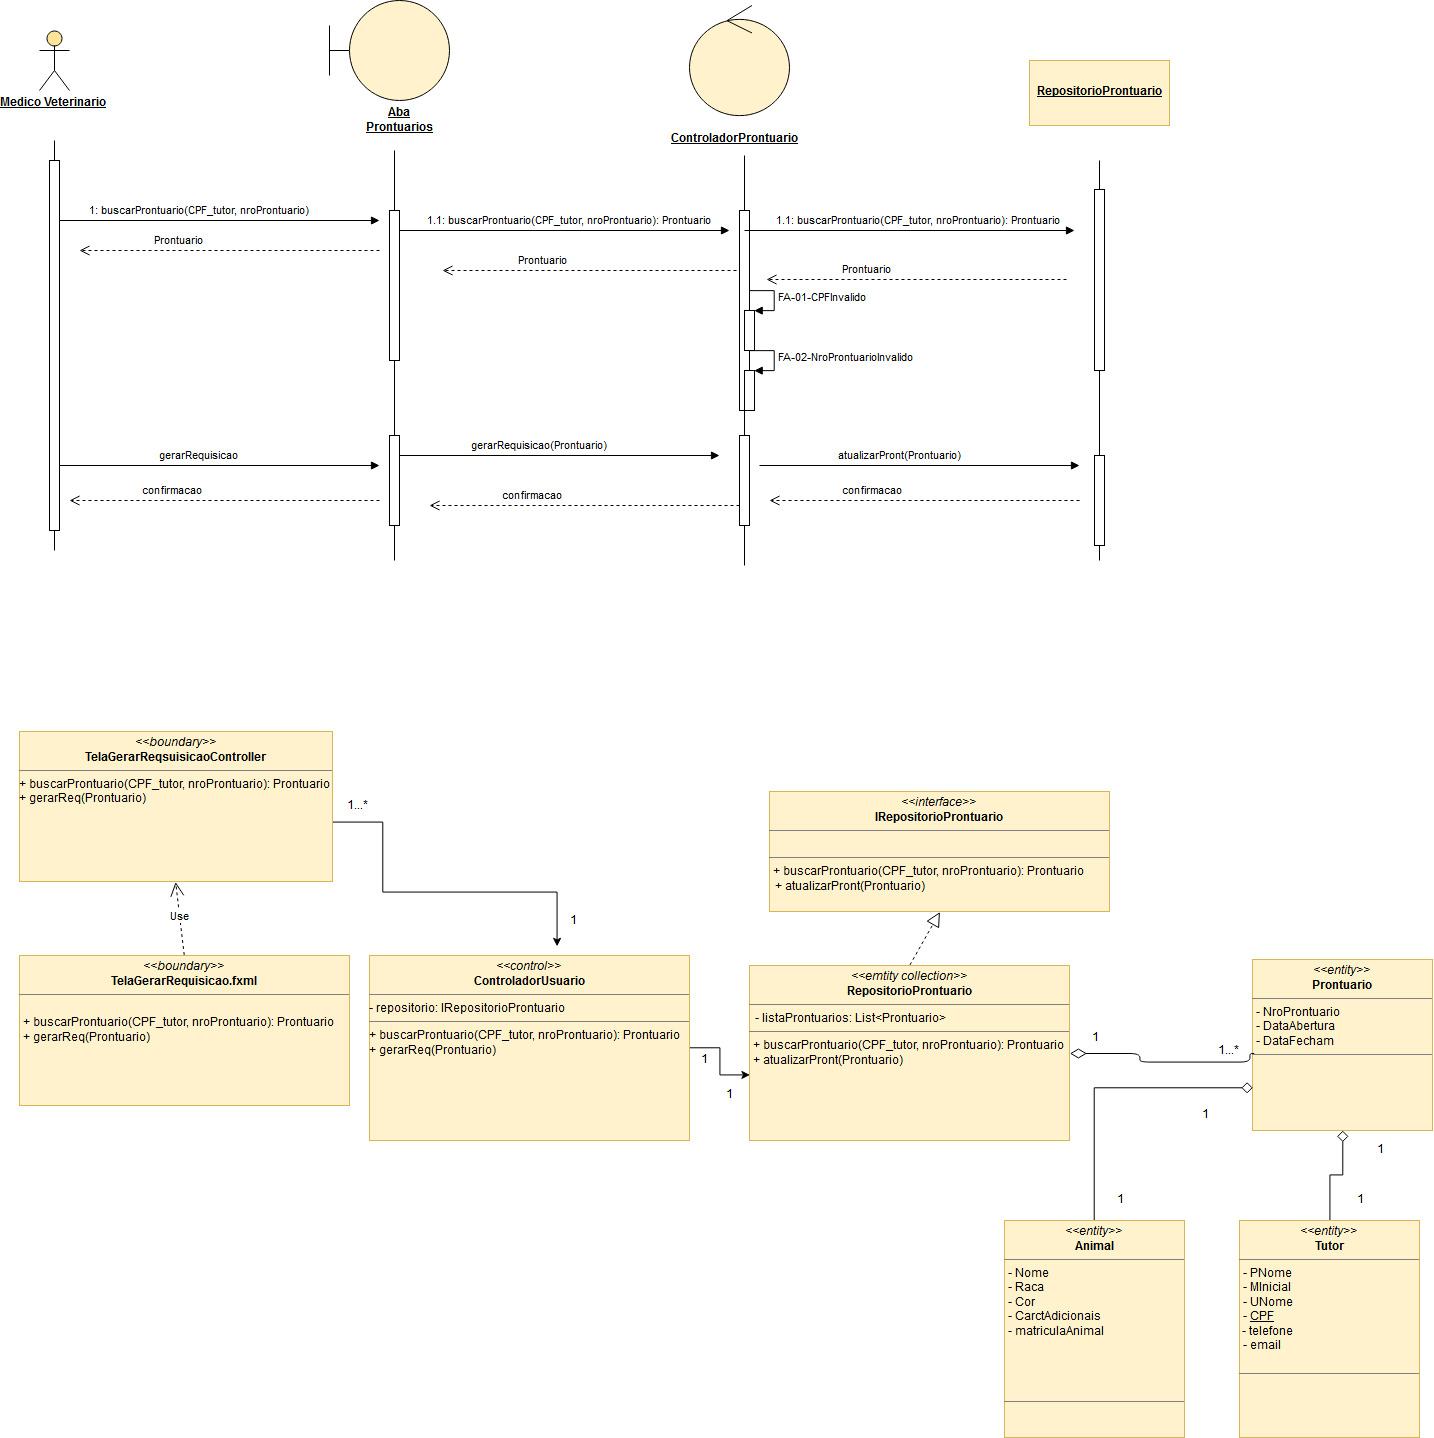 Medico Veterinario
Aba
Prontuarios
ControladorProntuario
RepositorioProntuario
1: buscarProntuario(CPF_tutor, nroProntuario)
1.1: buscarProntuario(CPF_tutor, nroProntuario): Prontuario
1.1: buscarProntuario(CPF_tutor, nroProntuario): Prontuario
Prontuario
Prontuario
Prontuario
FA-01-CPFInvalido
FA-02-NroProntuarioInvalido
gerarRequisicao
gerarRequisicao(Prontuario)
atualizarPront(Prontuario)
confirmacao
confirmacao
confirmacao
<<boundary>>
TelaGerarReqsuisicaoController
+ buscarProntuario(CPF_tutor, nroProntuario): Prontuario
+ gerarReq(Prontuario)
1...*
1
Use
<<boundary>>
TelaGerarRequisicao.fxml
+ buscarProntuario(CPF_tutor, nroProntuario): Prontuario
+ gerarReq(Prontuario)
<<control>>
ControladorUsuario
- repositorio: IRepositorioProntuario
+ buscarProntuario(CPF_tutor, nroProntuario): Prontuario
+ gerarReq(Prontuario)
1
1
<<interface>>
IRepositorioProntuario
+ buscarProntuario(CPF_tutor, nroProntuario): Prontuario
+ atualizarPront(Prontuario)
<<emtity collection>>
RepositorioProntuario
- listaProntuarios: List<Prontuario>
+ buscarProntuario(CPF_tutor, nroProntuario): Prontuario
+ atualizarPront(Prontuario)
1
1...*
<<entity>>
Prontuario
- NroProntuario
- DataAbertura
- DataFecham
1
1
1
1
<<entity>>
Animal
- Nome
- Raca
- Cor
- CarctAdicionais
- matriculaAnimal
<<entity>>
Tutor
- PNome
- MInicial
- UNome
- CPF
- telefone
- email